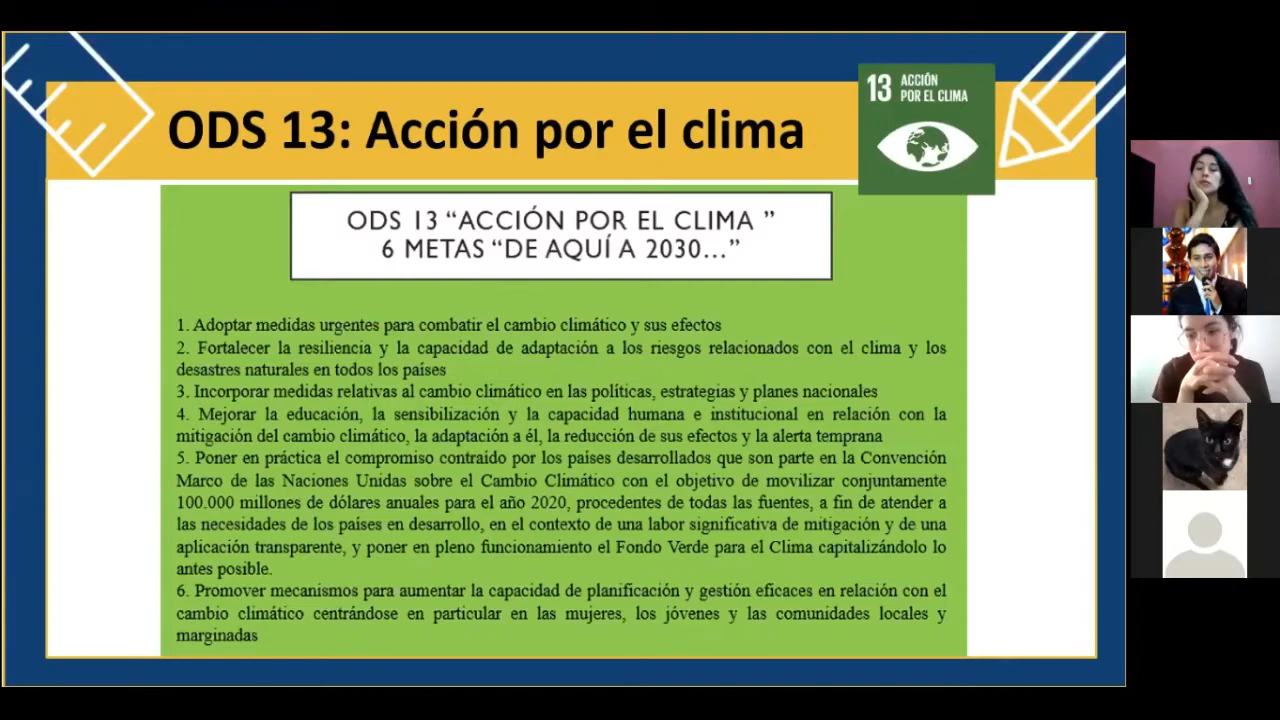 ODS 13: Acción por el clima
13 ACCIÓN
POR EL CLIMA
ODS 13 “ACCIÓN POR EL CLIMA ”
6 METAS “DE AQUÍ A 2030…”
1. Adoptar medidas urgentes para combatir el cambio climático y sus efectos
2. Fortalecer la resiliencia y la capacidad de adaptación a los riesgos relacionados con el clima y los
desastres naturales en todos los países
3. Incorporar medidas relativas al cambio climático en las políticas, estrategias y planes nacionales
4. Mejorar la educación, la sensibilización y la capacidad humana e institucional en relación con la
mitigación del cambio climático, la adaptación a él, la reducción de sus efectos y la alerta temprana
5. Poner en práctica el compromiso contraído por los países desarrollados que son parte en la Convención
Marco de las Naciones Unidas sobre el Cambio Climático con el objetivo de movilizar conjuntamente
100.000 millones de dólares anuales para el año 2020, procedentes de todas las fuentes, a fin de atender a
las necesidades de los países en desarrollo, en el contexto de una labor significativa de mitigación y de una
aplicación transparente, y poner en pleno funcionamiento el Fondo Verde para el Clima capitalizándolo lo
antes posible.
6. Promover mecanismos para aumentar la capacidad de planificación y gestión eficaces en relación con el
cambio climático centrándose en particular en las mujeres, los jóvenes y las comunidades locales y
marginadas